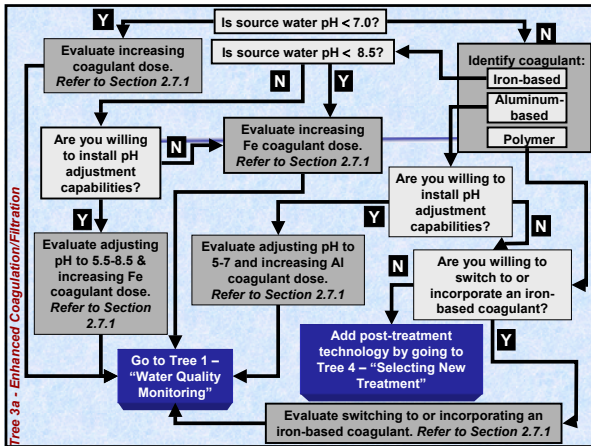 Is source water pH < 7.0?
Y
N
Evaluate increasing
coagulant dose.
Refer to Section 2.7.1
Is source water pH < 8.5?
N
Y
Identify coagulant:
Iron-based
Aluminum-
based
Polymer
Are you willing
to install pH
adjustment
capabilities?
N
Y
Evaluate increasing
Fe coagulant dose.
Refer to Section 2.7.1
Are you willing to
install pH
adjustment
capabilities?
Y
N
Evaluate adjusting
pH to 5.5-8.5 &
increasing Fe
coagulant dose.
Refer to Section
2.7.1
Evaluate adjusting pH to
5-7 and increasing Al
coagulant dose.
Refer to Section 2.7.1
Are you willing to
switch to or
incorporate an iron-
based coagulant?
N
Y
Go to Tree 1 –
“Water Quality
Monitoring”
Add post-treatment
technology by going to
Tree 4 – “Selecting New
Treatment”
Evaluate switching to or incorporating an
iron-based coagulant. Refer to Section 2.7.1
Tree 3a - Enhanced Coagulation/Filtration